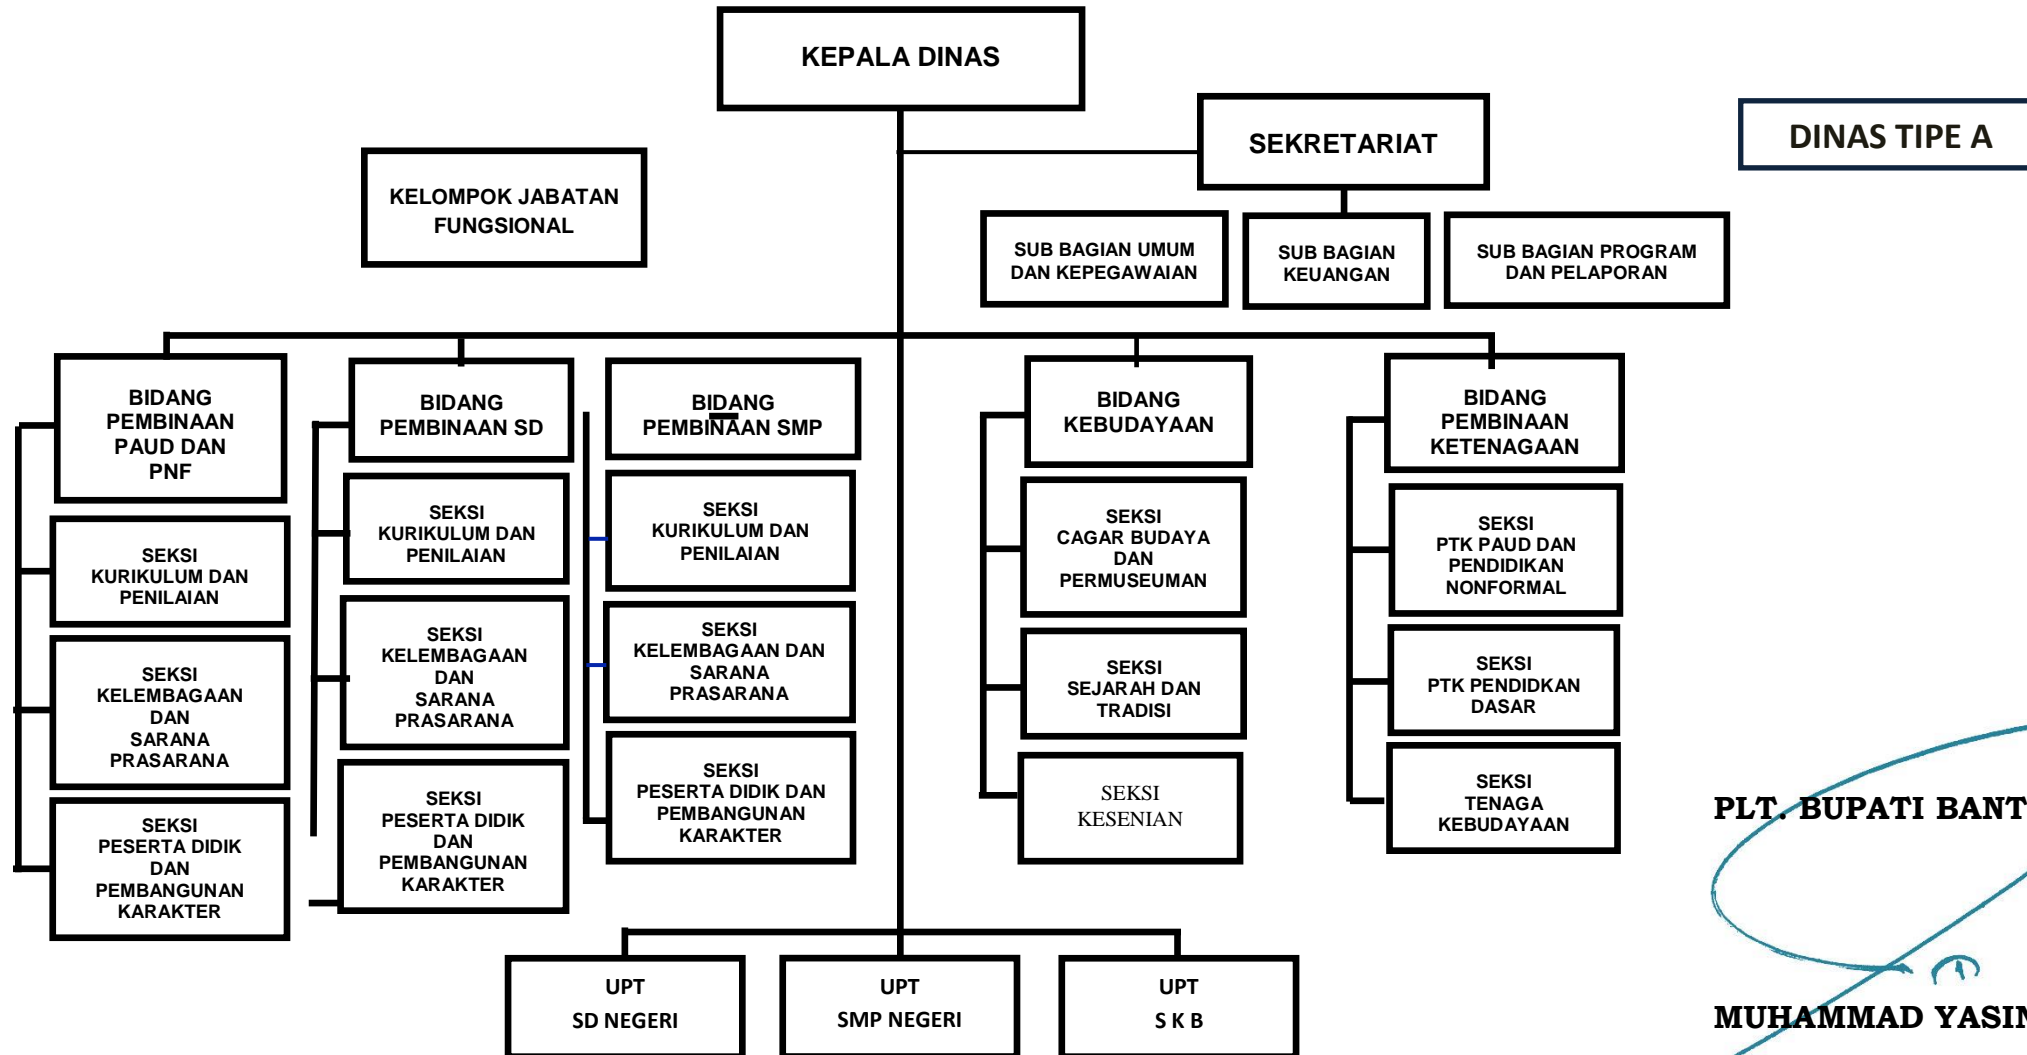 KEPALA DINAS
SEKRETARIAT
DINAS TIPE A
KELOMPOK JABATAN
FUNGSIONAL
SUB BAGIAN UMUM
DAN KEPEGAWAIAN
SUB BAGIAN
KEUANGAN
SUB BAGIAN PROGRAM
DAN PELAPORAN
BIDANG
PEMBINAAN
PAUD DAN
PNF
SEKSI
KURIKULUM DAN
PENILAIAN
SEKSI
KELEMBAGAAN
DAN
SARANA
PRASARANA
SEKSI
PESERTA DIDIK
DAN
PEMBANGUNAN
KARAKTER
BIDANG
PEMBINAAN SD
SEKSI
KURIKULUM DAN
PENILAIAN
SEKSI
KELEMBAGAAN
DAN
SARANA
PRASARANA
SEKSI
PESERTA DIDIK
DAN
PEMBANGUNAN
KARAKTER
BIDANG
PEMBINAAN SMP
SEKSI
KURIKULUM DAN
PENILAIAN
SEKSI
KELEMBAGAAN DAN
SARANA
PRASARANA
SEKSI
PESERTA DIDIK DAN
PEMBANGUNAN
KARAKTER
BIDANG
KEBUDAYAAN
SEKSI
CAGAR BUDAYA
DAN
PERMUSEUMAN
SEKSI
SEJARAH DAN
TRADISI
SEKSI
KESENIAN
BIDANG
PEMBINAAN
KETENAGAAN
SEKSI
PTK PAUD DAN
PENDIDIKAN
NONFORMAL
SEKSI
PTK PENDIDKAN
DASAR
SEKSI
TENAGA
KEBUDAYAAN
UPT
SD NEGERI
UPT
SMP NEGERI
UPT
S K B
PLT. BUPATI BANT
MUHAMMAD YASIN